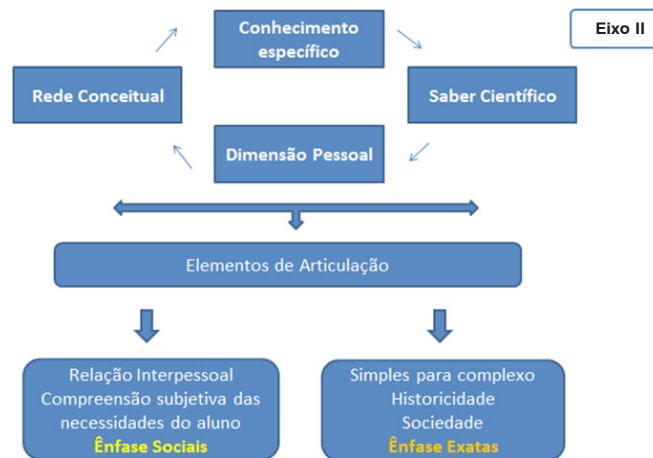 Eixo II
Conhecimento
específico
Rede Conceitual
Saber Científico
Dimensão Pessoal
Elementos de Articulação
Relação Interpessoal
Compreensão subjetiva das
necessidades do aluno
Ênfase Sociais
Simples para complexo
Historicidade
Sociedade
Ênfase Exatas